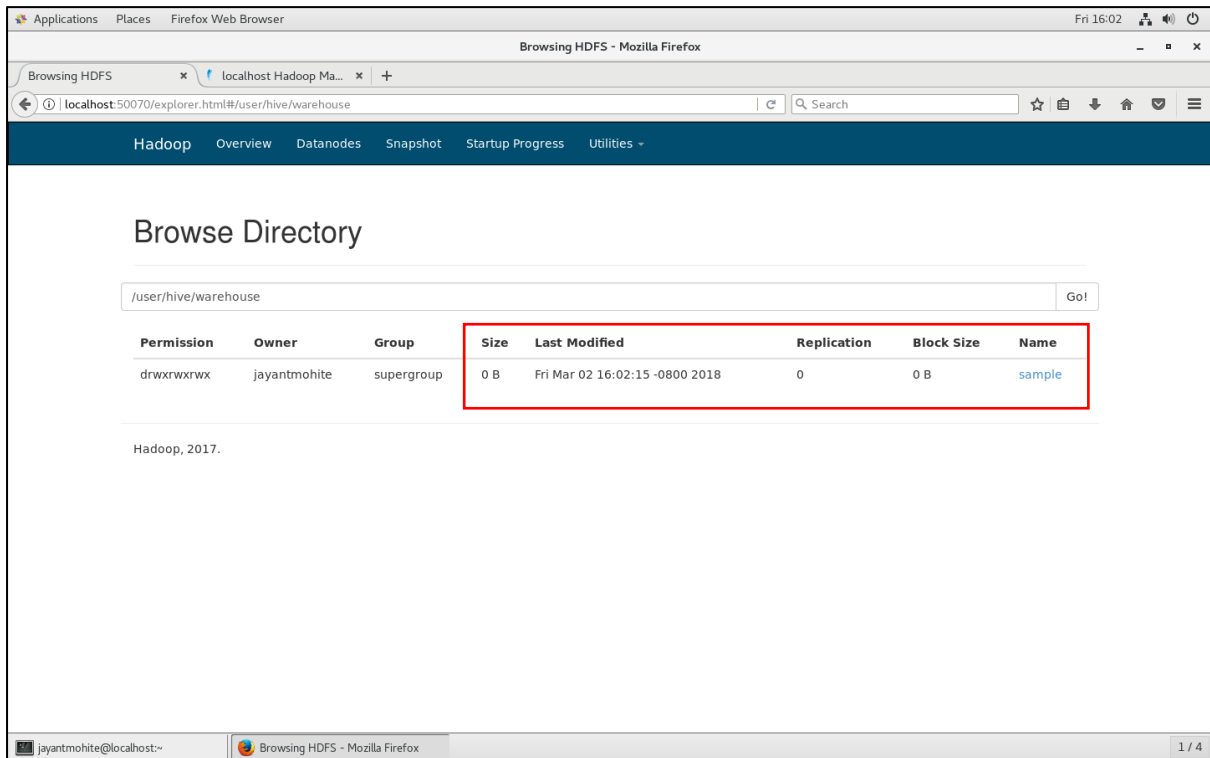 Applications Places Firefox Web Browser Fri 16:02
Browsing HDFS - Mozilla Firefox
Browsing HDFS localhost Hadoop Ma...
localhost:50070/explorer.html#/user/hive/warehouse Search
Hadoop Overview Datanodes Snapshot Startup Progress Utilities
Browse Directory
/user/hive/warehouse Go!
Permission Owner Group Size Last Modified Replication Block Size Name
drwxrwxrwx jayantmohite supergroup 0 B Fri Mar 02 16:02:15 -0800 2018 0 0 B sample
Hadoop, 2017.
jayantmohite@localhost:~ Browsing HDFS - Mozilla Firefox 1 / 4